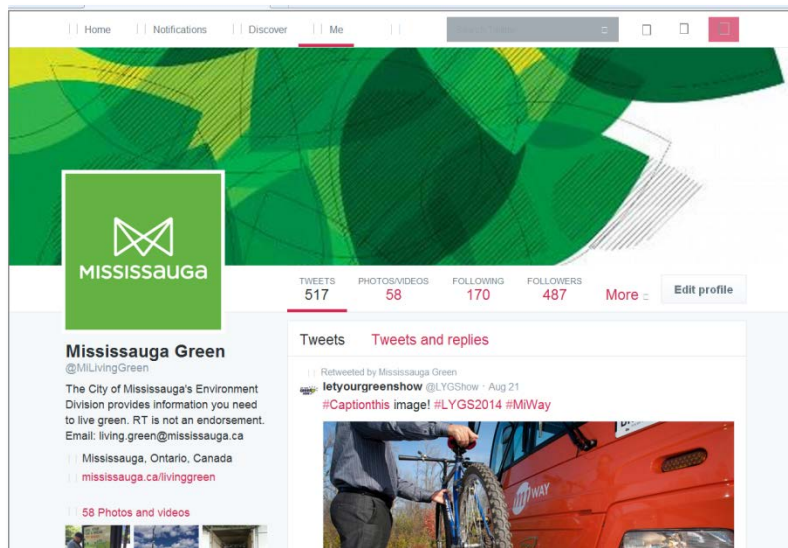 Home Notifications Discover Me
Search Twitter
MISSISSAUGA
TWEETS PHOTOS/VIDEOS FOLLOWING FOLLOWERS
517 58 170 487 More Edit profile
Mississauga Green
@MiLivingGreen
The City of Mississauga's Environment
Division provides information you need
to live green. RT is not an endorsement.
Email: living.green@mississauga.ca
Mississauga, Ontario, Canada
mississauga.ca/livinggreen
58 Photos and videos
Tweets Tweets and replies
Retweeted by Mississauga Green
letyourgreenshow @LYGShow · Aug 21
#Captionthis image! #LYGS2014 #MiWay
miWAY